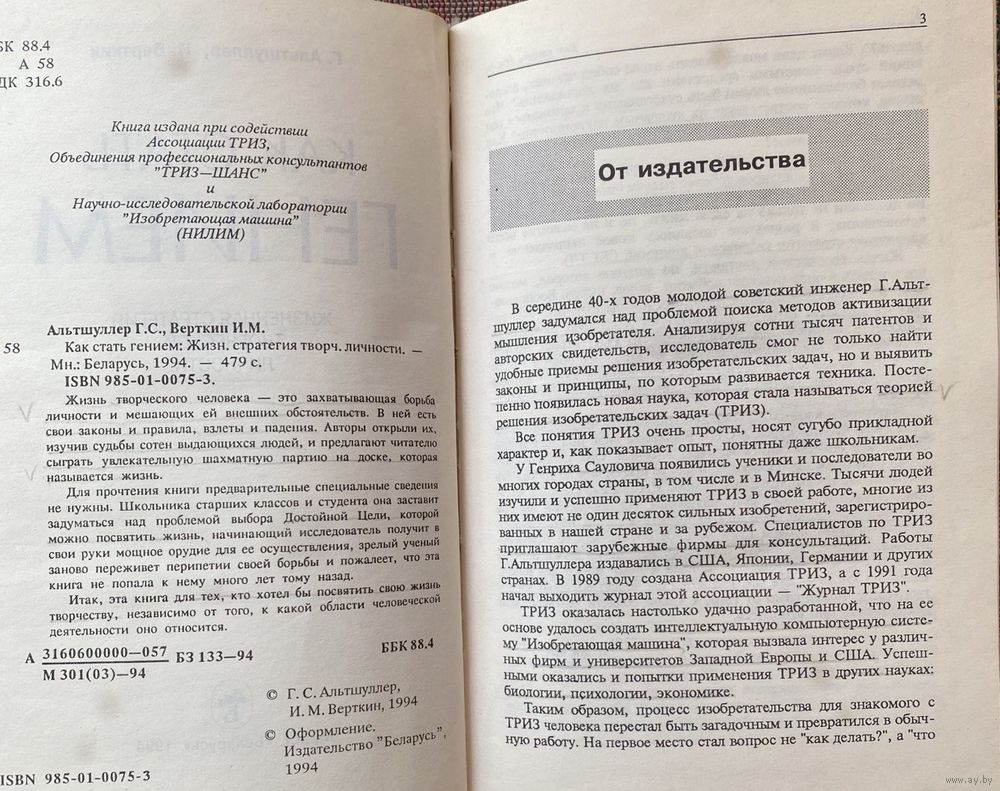 БК 88.4
А 58
ДК 316.6
Книга издана при содействии
Ассоциации ТРИЗ,
Объединения профессиональных консультантов
"ТРИЗ—ШАНС"
и
Научно-исследовательской лаборатории
"Изобретающая машина"
(НИЛИМ)
Альтшуллер Г.С., Верткин И.М.
58 Как стать гением: Жизн. стратегия творч. личности. —
Мн.: Беларусь, 1994. — 479 с.
ISBN 985-01-0075-3.
Жизнь творческого человека — это захватывающая борьба
личности и мешающих ей внешних обстоятельств. В ней есть
свои законы и правила, взлеты и падения. Авторы открыли их,
изучив судьбы сотен выдающихся людей, и предлагают читателю
сыграть увлекательную шахматную партию на доске, которая
называется жизнь.
Для прочтения книги предварительные специальные сведения
не нужны. Школьника старших классов и студента она заставит
задуматься над проблемой выбора Достойной Цели, которой
можно посвятить жизнь, начинающий исследователь получит в
свои руки мощное орудие для ее осуществления, зрелый ученый
заново переживет перипетии своей борьбы и пожалеет, что эта
книга не попала к нему много лет тому назад.
Итак, эта книга для тех, кто хотел бы посвятить свою жизнь
творчеству, независимо от того, к какой области человеческой
деятельности оно относится.
А 3160600000—057 БЗ 133—94
М 301(03)—94
ББК 88.4
© Г. С. Альтшуллер,
И. М. Верткин, 1994
© Оформление.
Издательство "Беларусь",
1994
ISBN 985-01-0075-3
3
От издательства
В середине 40-х годов молодой советский инженер Г.Альт-
шуллер задумался над проблемой поиска методов активизации
мышления изобретателя. Анализируя сотни тысяч патентов и
авторских свидетельств, исследователь смог не только найти
удобные приемы решения изобретательских задач, но и выявить
законы и принципы, по которым развивается техника. Посте-
пенно появилась новая наука, которая стала называться теорией
решения изобретательских задач (ТРИЗ).
Все понятия ТРИЗ очень просты, носят сугубо прикладной
характер и, как показывает опыт, понятны даже школьникам.
У Генриха Сауловича появились ученики и последователи во
многих городах страны, в том числе и в Минске. Тысячи людей
изучили и успешно применяют ТРИЗ в своей работе, многие из
них имеют не один десяток сильных изобретений, зарегистриро-
ванных в нашей стране и за рубежом. Специалистов по ТРИЗ
приглашают зарубежные фирмы для консультаций. Работы
Г.Альтшуллера издавались в США, Японии, Германии и других
странах. В 1989 году создана Ассоциация ТРИЗ, а с 1991 года
начал выходить журнал этой ассоциации — "Журнал ТРИЗ".
ТРИЗ оказалась настолько удачно разработанной, что на ее
основе удалось создать интеллектуальную компьютерную систе-
му "Изобретающая машина", которая вызвала интерес у различ-
ных фирм и университетов Западной Европы и США. Успеш-
ными оказались и попытки применения ТРИЗ в других науках:
биологии, психологии, экономике.
Таким образом, процесс изобретательства для знакомого с
ТРИЗ человека перестал быть загадочным и превратился в обыч-
ную работу. На первое место стал вопрос не "как делать?", а "что
www.ay.by